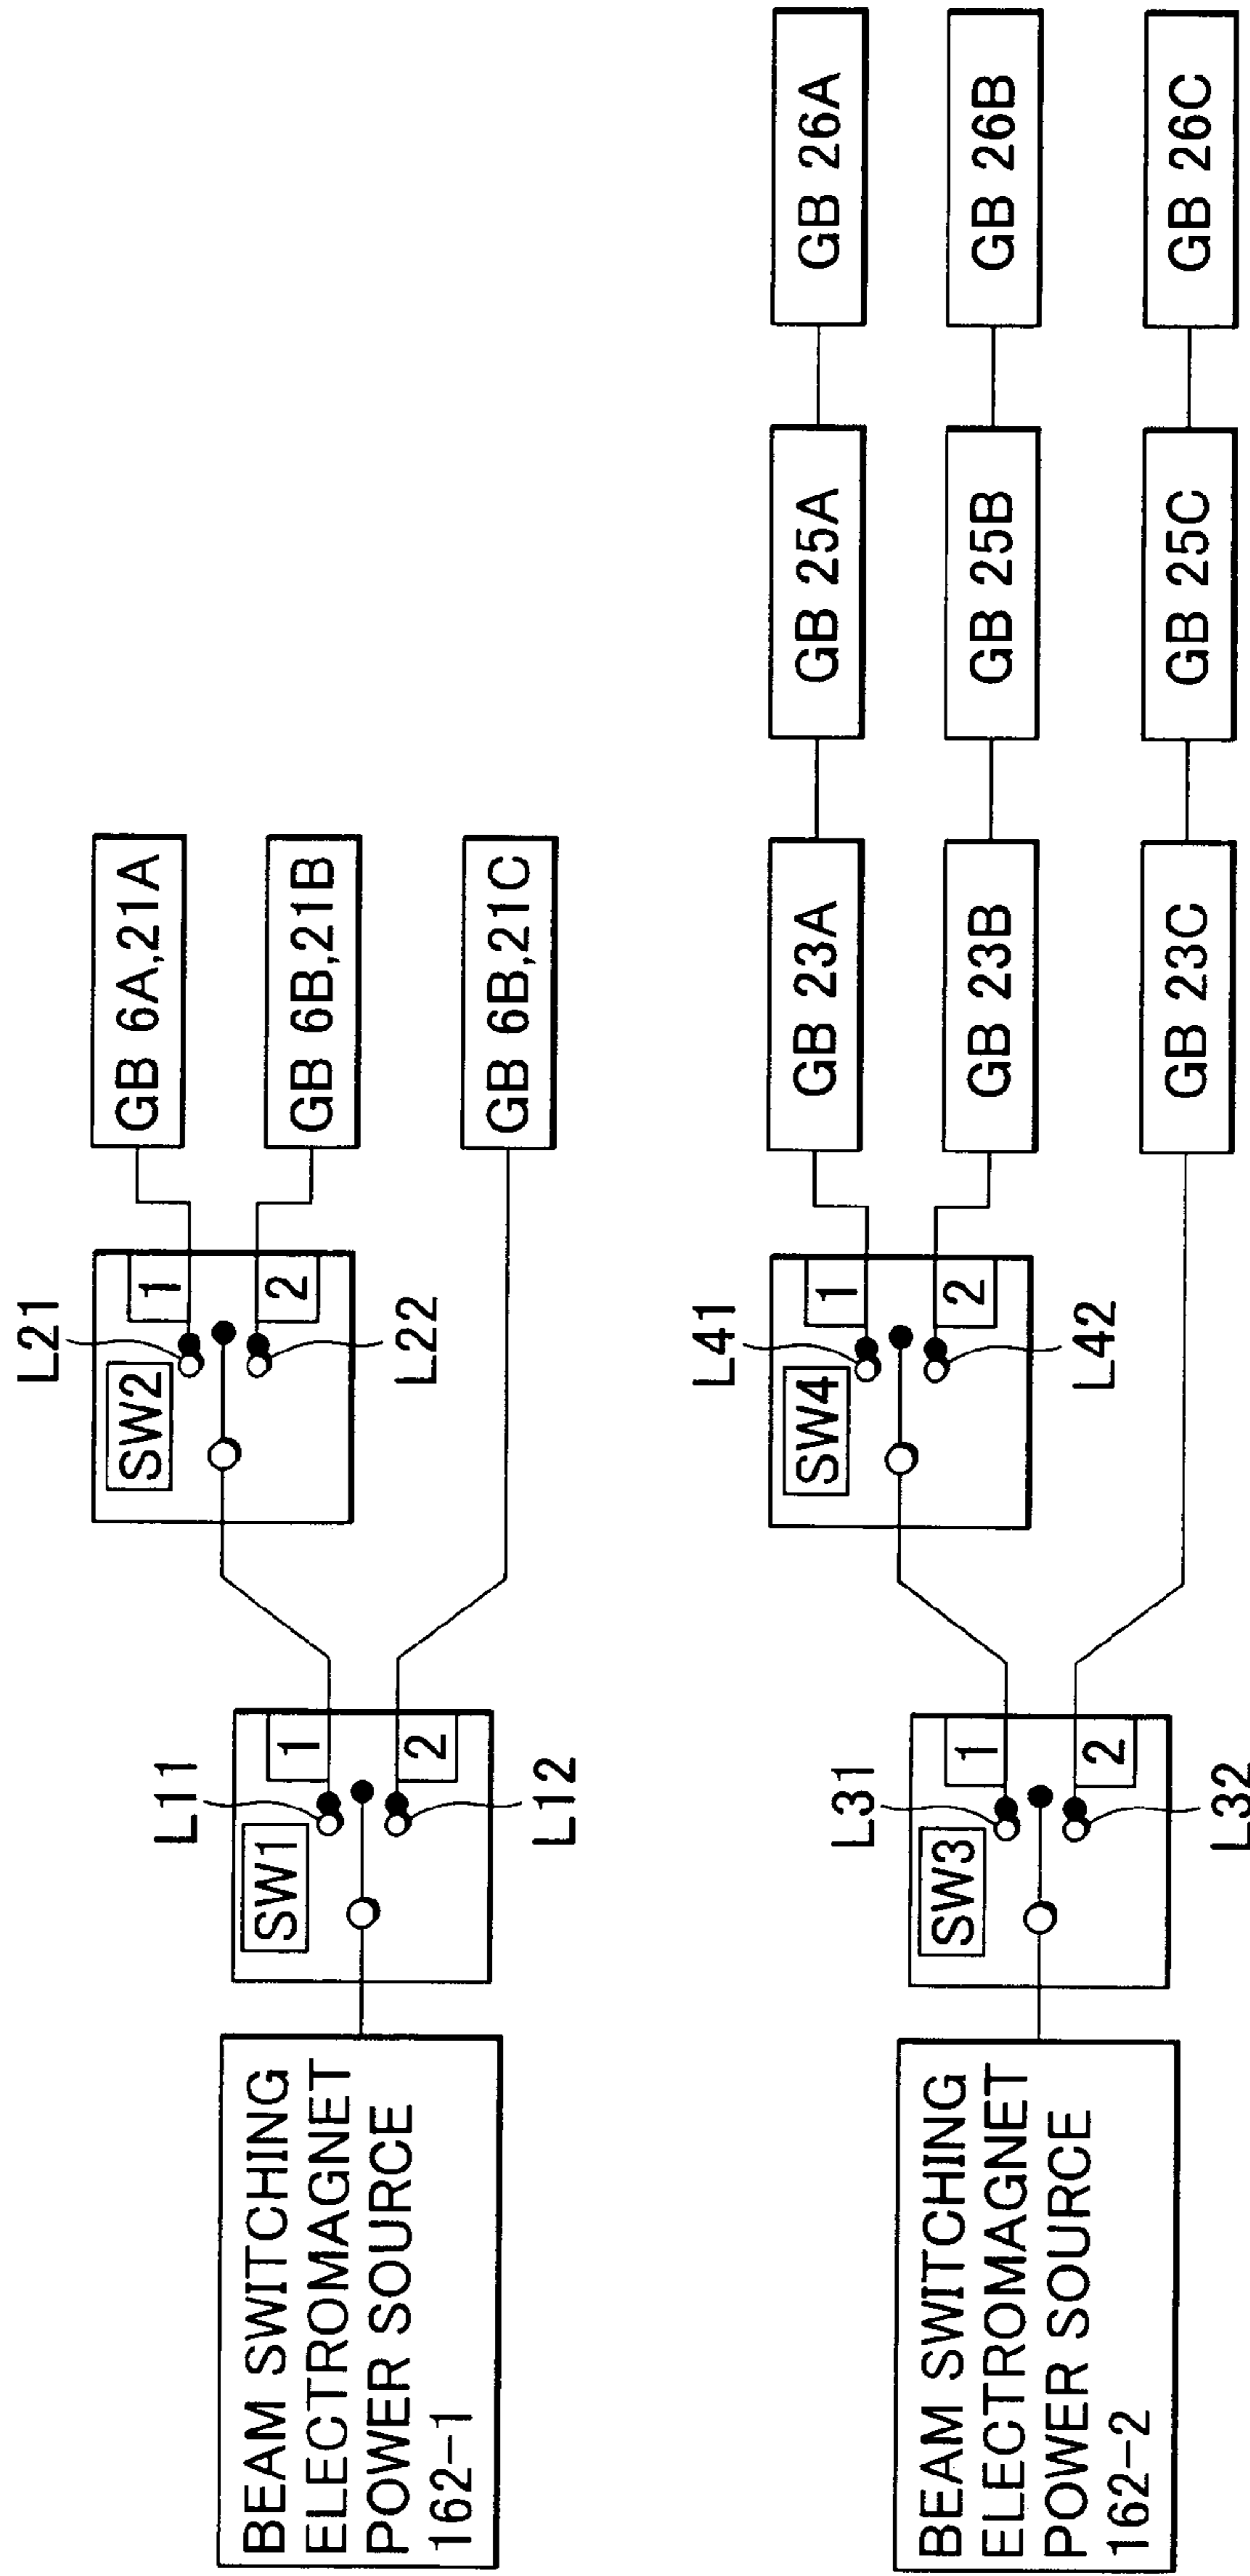 BEAM SWITCHING
ELECTROMAGNET
POWER SOURCE
162-1
SW1
L11
L12
1
2
SW2
L21
L22
1
2
GB 6A,21A
GB 6B,21B
GB 6B,21C
BEAM SWITCHING
ELECTROMAGNET
POWER SOURCE
162-2
SW3
L31
L32
1
2
SW4
L41
L42
1
2
GB 23A
GB 25A
GB 26A
GB 23B
GB 25B
GB 26B
GB 23C
GB 25C
GB 26C